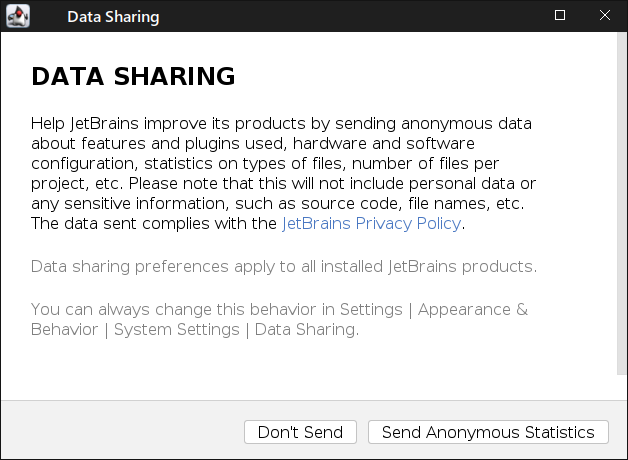 Data Sharing
DATA SHARING
Help JetBrains improve its products by sending anonymous data
about features and plugins used, hardware and software
configuration, statistics on types of files, number of files per
project, etc. Please note that this will not include personal data or
any sensitive information, such as source code, file names, etc.
The data sent complies with the JetBrains Privacy Policy.
Data sharing preferences apply to all installed JetBrains products.
You can always change this behavior in Settings | Appearance &
Behavior | System Settings | Data Sharing.
Don't Send
Send Anonymous Statistics